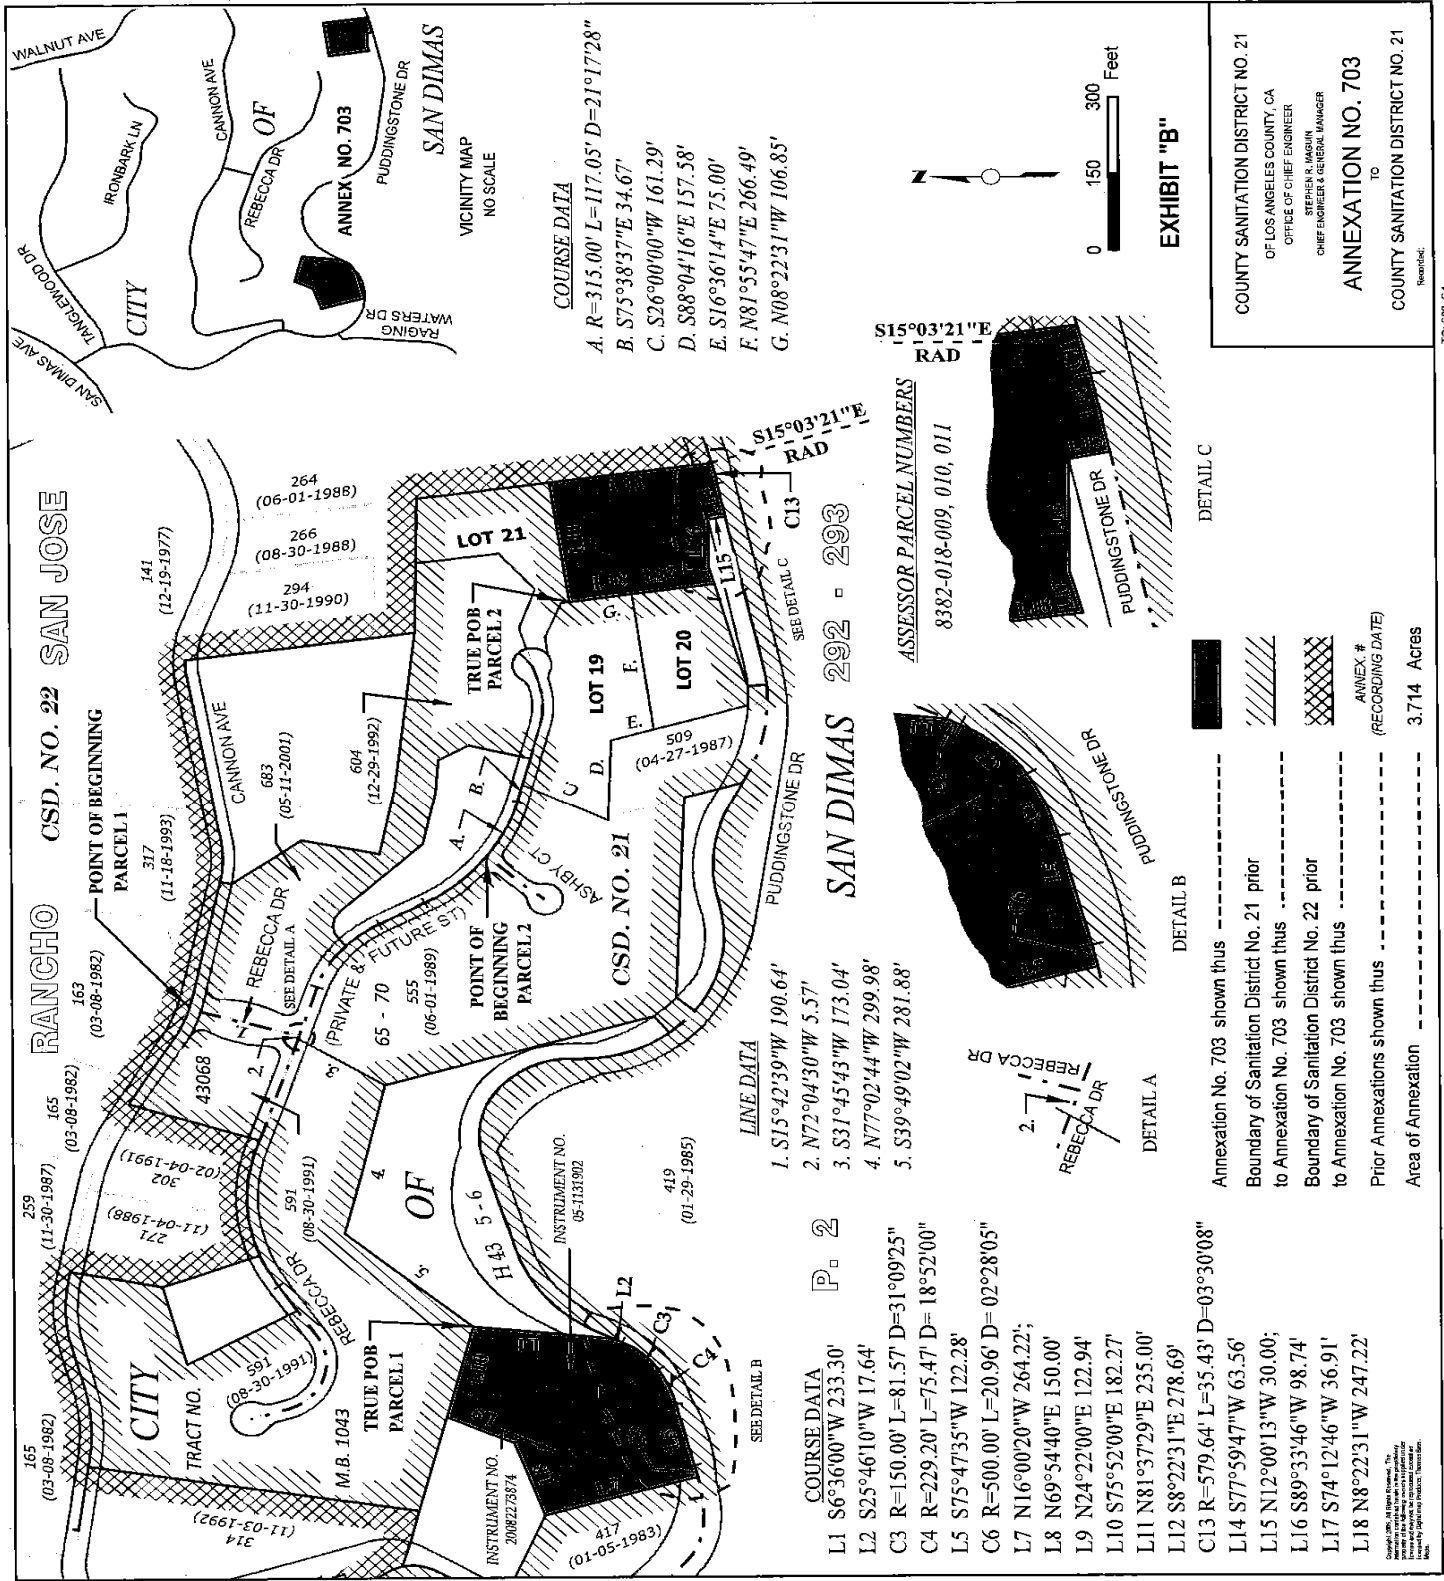 RANCHO
SAN JOSE
CSD. NO. 22
165
(03-08-1982)
259
(11-30-1987)
165
(03-08-1982)
163
(03-08-1982)
317
(11-18-1993)
141
(12-19-1977)
264
(06-01-1988)
266
(08-30-1988)
294
(11-30-1990)
POINT OF BEGINNING
PARCEL 1
CANNON AVE
683
(05-11-2001)
604
(12-29-1992)
LOT 21
TRUE POB
PARCEL 2
CITY
TRACT NO.
43068
M.B. 1043
65 - 70
314
(11-03-1992)
271
(11-04-1988)
302
(02-04-1991)
591
(08-30-1991)
591
(08-30-1991)
REBECCA DR
REBECCA DR
SEE DETAIL A
(PRIVATE & FUTURE ST)
555
(06-01-1989)
1.
2.
3.
4.
5.
A.
B.
C.
D.
E.
F.
G.
POINT OF
BEGINNING
PARCEL 2
ASHBY CT
LOT 19
LOT 20
509
(04-27-1987)
L15
C13
S15°03'21"E
RAD
SEE DETAIL C
CSD. NO. 21
TRUE POB
PARCEL 1
OF
H 43 5-6
INSTRUMENT NO.
20082273874
INSTRUMENT NO.
05-1131902
417
(01-05-1983)
419
(01-29-1985)
L2
C3
C4
SEE DETAIL B
PUDDINGSTONE DR
SAN DIMAS
P. 2
292 - 293
WALNUT AVE
CANNON AVE
IRONBARK LN
TANGLEWOOD DR
SAN DIMAS AVE
REBECCA DR
CITY
OF
SAN DIMAS
ANNEX. NO. 703
PUDDINGSTONE DR
RAGING
WATERS DR
VICINITY MAP
NO SCALE
COURSE DATA
A. R=315.00' L=117.05' D=21°17'28"
B. S75°38'37"E 34.67'
C. S26°00'00"W 161.29'
D. S88°04'16"E 157.58'
E. S16°36'14"E 75.00'
F. N81°55'47"E 266.49'
G. N08°22'31"W 106.85'
LINE DATA
1. S15°42'39"W 190.64'
2. N72°04'30"W 5.57'
3. S31°45'43"W 173.04'
4. N77°02'44"W 299.98'
5. S39°49'02"W 281.88'
COURSE DATA
L1 S6°36'00"W 233.30'
L2 S25°46'10"W 17.64'
C3 R=150.00' L=81.57' D=31°09'25"
C4 R=229.20' L=75.47' D= 18°52'00"
L5 S75°47'35"W 122.28'
C6 R=500.00' L=20.96' D= 02°28'05"
L7 N16°00'20"W 264.22';
L8 N69°54'40"E 150.00'
L9 N24°22'00"E 122.94'
L10 S75°52'00"E 182.27'
L11 N81°37'29"E 235.00'
L12 S8°22'31"E 278.69'
C13 R=579.64' L=35.43' D=03°30'08"
L14 S77°59'47"W 63.56'
L15 N12°00'13"W 30.00;
L16 S89°33'46"W 98.74'
L17 S74°12'46"W 36.91'
L18 N8°22'31"W 247.22'
ASSESSOR PARCEL NUMBERS
8382-018-009, 010, 011
REBECCA DR
2.
REBECCA DR
DETAIL A
PUDDINGSTONE DR
DETAIL B
S15°03'21"E
RAD
PUDDINGSTONE DR
DETAIL C
N
0 150 300
Feet
EXHIBIT "B"
Annexation No. 703 shown thus
Boundary of Sanitation District No. 21 prior
to Annexation No. 703 shown thus
Boundary of Sanitation District No. 22 prior
to Annexation No. 703 shown thus
Prior Annexations shown thus
ANNEX. #
(RECORDING DATE)
Area of Annexation
3.714 Acres
COUNTY SANITATION DISTRICT NO. 21
OF LOS ANGELES COUNTY, CA
OFFICE OF CHIEF ENGINEER
STEPHEN R. MAGUIN
CHIEF ENGINEER & GENERAL MANAGER
ANNEXATION NO. 703
TO
COUNTY SANITATION DISTRICT NO. 21
Recorded: